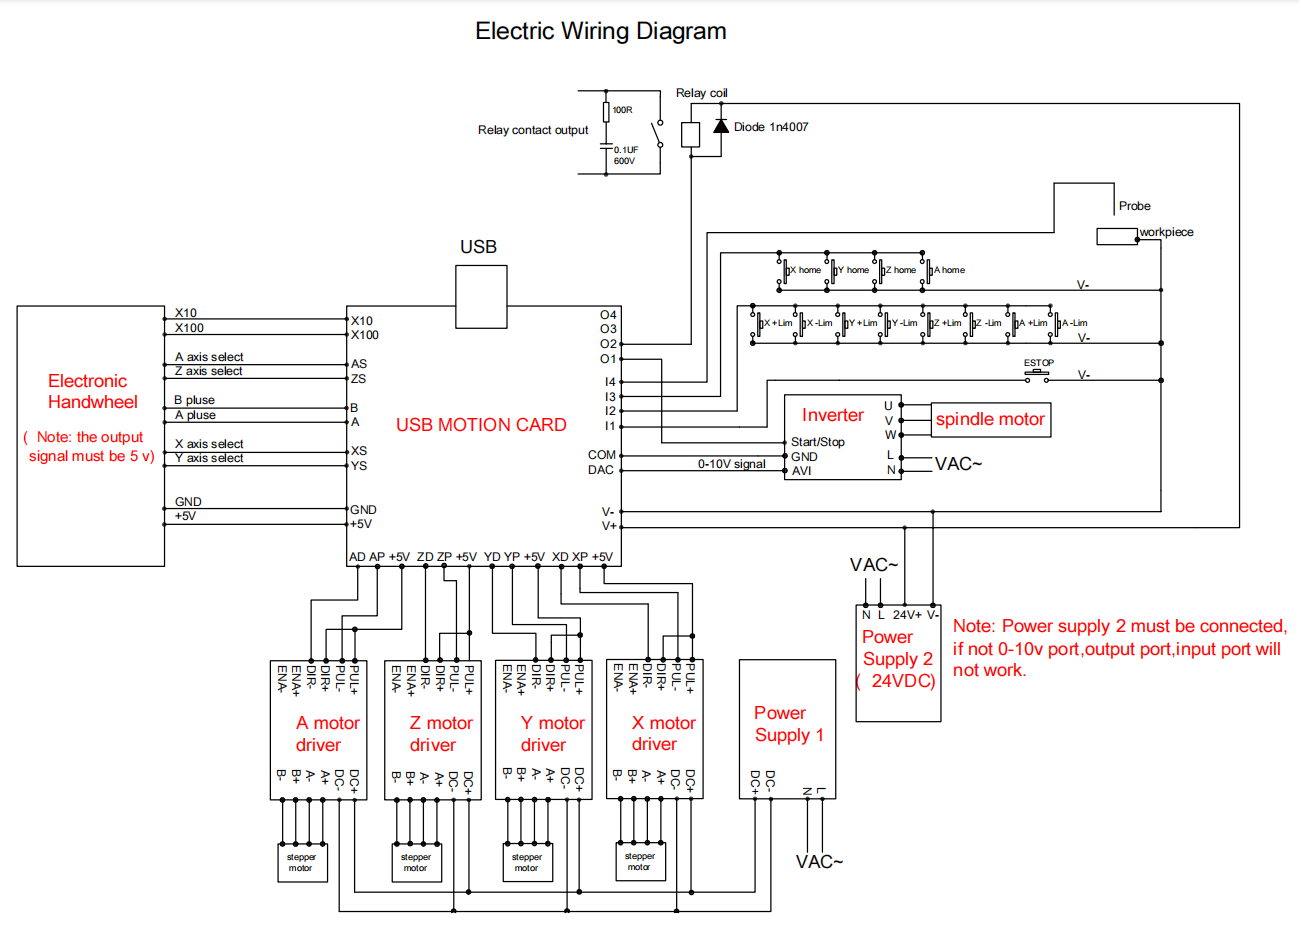 Electric Wiring Diagram
Relay coil
100R
Diode 1n4007
Relay contact output
0.1UF
600V
Probe
workpiece
USB
X home
Y home
Z home
A home
V-
X +Lim
X -Lim
Y +Lim
Y -Lim
Z +Lim
Z -Lim
A +Lim
A -Lim
V-
ESTOP
V-
Electronic
Handwheel
( Note: the output
signal must be 5 v)
X10
X100
A axis select
Z axis select
B pluse
A pluse
X axis select
Y axis select
GND
+5V
X10
X100
AS
ZS
B
A
XS
YS
GND
+5V
USB MOTION CARD
O4
O3
O2
O1
I4
I3
I2
I1
COM
DAC
V-
V+
0-10V signal
Inverter
Start/Stop
GND
AVI
U
V
W
L
N
spindle motor
VAC~
AD AP +5V ZD ZP +5V YD YP +5V XD XP +5V
VAC~
N L 24V+ V-
Power
Supply 2
( 24VDC)
Note: Power supply 2 must be connected,
if not 0-10v port,output port,input port will
not work.
ENA- ENA+ DIR- DIR+ PUL- PUL+
A motor
driver
B- B+ A- A+ DC- DC+
stepper
motor
ENA- ENA+ DIR- DIR+ PUL- PUL+
Z motor
driver
B- B+ A- A+ DC- DC+
stepper
motor
ENA- ENA+ DIR- DIR+ PUL- PUL+
Y motor
driver
B- B+ A- A+ DC- DC+
stepper
motor
ENA- ENA+ DIR- DIR+ PUL- PUL+
X motor
driver
B- B+ A- A+ DC- DC+
stepper
motor
Power
Supply 1
DC+ DC- N L
VAC~